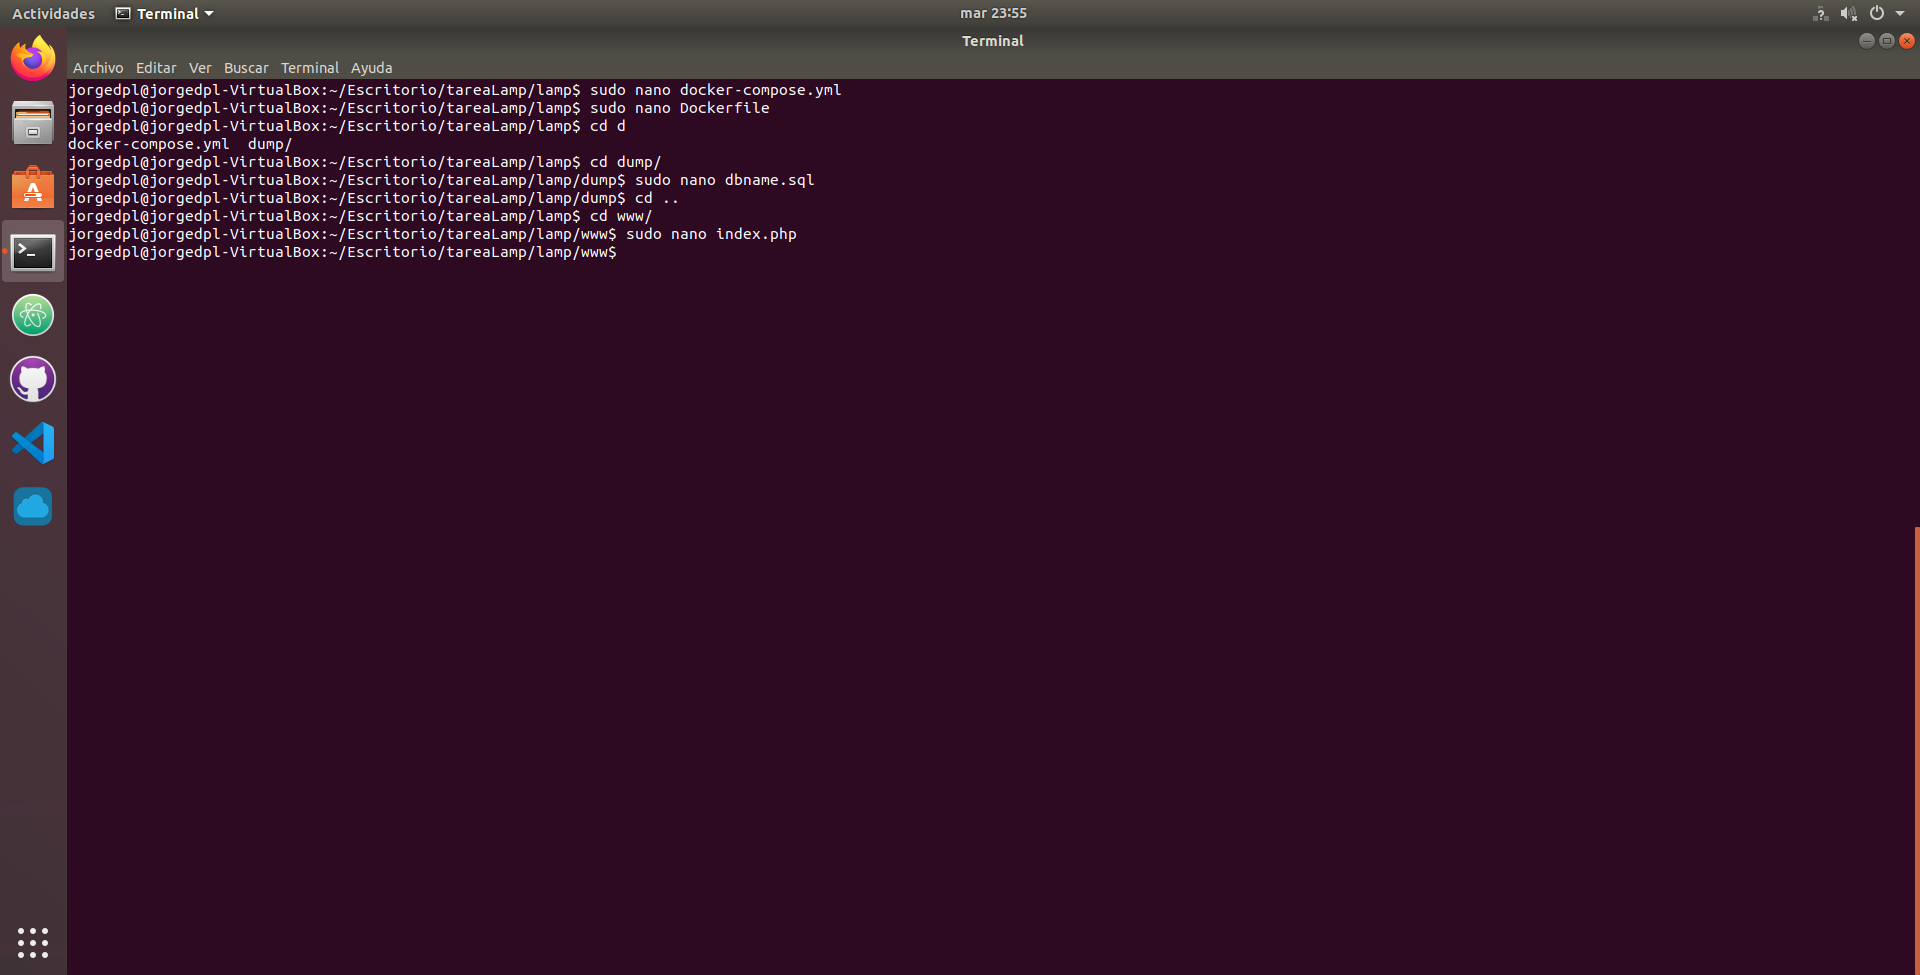 Actividades Terminal mar 23:55
Terminal
Archivo Editar Ver Buscar Terminal Ayuda
jorgedpl@jorgedpl-VirtualBox:~/Escritorio/tareaLamp/lamp$ sudo nano docker-compose.yml
jorgedpl@jorgedpl-VirtualBox:~/Escritorio/tareaLamp/lamp$ sudo nano Dockerfile
jorgedpl@jorgedpl-VirtualBox:~/Escritorio/tareaLamp/lamp$ cd d
docker-compose.yml  dump/
jorgedpl@jorgedpl-VirtualBox:~/Escritorio/tareaLamp/lamp$ cd dump/
jorgedpl@jorgedpl-VirtualBox:~/Escritorio/tareaLamp/lamp/dump$ sudo nano dbname.sql
jorgedpl@jorgedpl-VirtualBox:~/Escritorio/tareaLamp/lamp/dump$ cd ..
jorgedpl@jorgedpl-VirtualBox:~/Escritorio/tareaLamp/lamp$ cd www/
jorgedpl@jorgedpl-VirtualBox:~/Escritorio/tareaLamp/lamp/www$ sudo nano index.php
jorgedpl@jorgedpl-VirtualBox:~/Escritorio/tareaLamp/lamp/www$